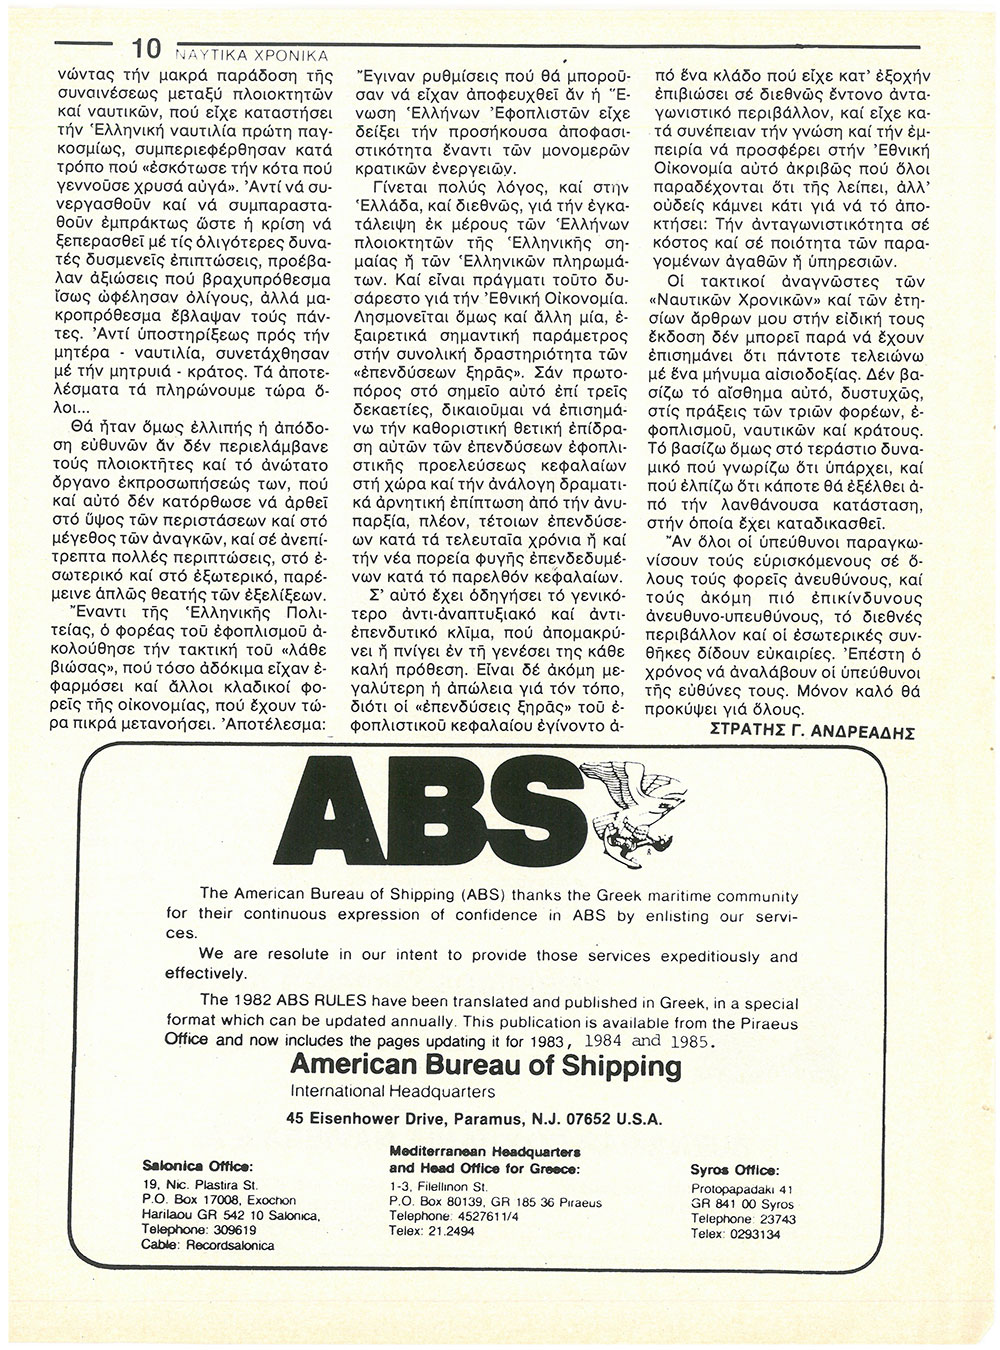 10 ΝΑΥΤΙΚΑ ΧΡΟΝΙΚΑ
νώντας τήν μακρά παράδοση τῆς
συναινέσεως μεταξύ πλοιοκτητῶν
καί ναυτικῶν, πού εἶχε καταστήσει
τήν Ἑλληνική ναυτιλία πρώτη παγ-
κοσμίως, συμπεριεφέρθησαν κατά
τρόπο πού «ἐσκότωσε τήν κότα πού
γεννοῦσε χρυσά αὐγά». Ἀντί νά συ-
νεργασθοῦν καί νά συμπαραστα-
θοῦν ἐμπράκτως ὥστε ἡ κρίση νά
ξεπερασθεῖ μέ τίς ὀλιγότερες δυνα-
τές δυσμενεῖς ἐπιπτώσεις, προέβα-
λαν ἀξιώσεις πού βραχυπρόθεσμα
ἴσως ὠφέλησαν ὀλίγους, ἀλλά μα-
κροπρόθεσμα ἔβλαψαν τούς πάν-
τες. Ἀντί ὑποστηρίξεως πρός τήν
μητέρα - ναυτιλία, συνετάχθησαν
μέ τήν μητρυιά - κράτος. Τά ἀποτε-
λέσματα τά πληρώνουμε τώρα ὅ-
λοι...
Θά ἦταν ὅμως ἐλλιπής ἡ ἀπόδο-
ση εὐθυνῶν ἄν δέν περιελάμβανε
τούς πλοιοκτῆτες καί τό ἀνώτατο
ὄργανο ἐκπροσωπήσεώς των, πού
καί αὐτό δέν κατόρθωσε νά ἀρθεῖ
στό ὕψος τῶν περιστάσεων καί στό
μέγεθος τῶν ἀναγκῶν, καί σέ ἀνεπί-
τρεπτα πολλές περιπτώσεις, στό ἐ-
σωτερικό καί στό ἐξωτερικό, παρέ-
μεινε ἁπλῶς θεατής τῶν ἐξελίξεων.
Ἔναντι τῆς Ἑλληνικῆς Πολι-
τείας, ὁ φορέας τοῦ ἐφοπλισμοῦ ἀ-
κολούθησε τήν τακτική τοῦ «λάθε
βιώσας», πού τόσο ἀδόκιμα εἶχαν ἐ-
φαρμόσει καί ἄλλοι κλαδικοί φο-
ρεῖς τῆς οἰκονομίας, πού ἔχουν τώ-
ρα πικρά μετανοήσει. Ἀποτέλεσμα:
Ἔγιναν ρυθμίσεις πού θά μποροῦ-
σαν νά εἶχαν ἀποφευχθεῖ ἄν ἡ Ἕ-
νωση Ἑλλήνων Ἐφοπλιστῶν εἶχε
δείξει τήν προσήκουσα ἀποφασι-
στικότητα ἔναντι τῶν μονομερῶν
κρατικῶν ἐνεργειῶν.
Γίνεται πολύς λόγος, καί στήν
Ἑλλάδα, καί διεθνῶς, γιά τήν ἐγκα-
τάλειψη ἐκ μέρους τῶν Ἑλλήνων
πλοιοκτητῶν τῆς Ἑλληνικῆς ση-
μαίας ἤ τῶν Ἑλληνικῶν πληρωμά-
των. Καί εἶναι πράγματι τοῦτο δυ-
σάρεστο γιά τήν Ἐθνική Οἰκονομία.
Λησμονεῖται ὅμως καί ἄλλη μία, ἐ-
ξαιρετικά σημαντική παράμετρος
στήν συνολική δραστηριότητα τῶν
«ἐπενδύσεων ξηρᾶς». Σάν πρωτο-
πόρος στό σημεῖο αὐτό ἐπί τρεῖς
δεκαετίες, δικαιοῦμαι νά ἐπισημά-
νω τήν καθοριστική θετική ἐπίδρα-
ση αὐτῶν τῶν ἐπενδύσεων ἐφοπλι-
στικῆς προελεύσεως κεφαλαίων
στή χώρα καί τήν ἀνάλογη δραματι-
κά ἀρνητική ἐπίπτωση ἀπό τήν ἀνυ-
παρξία, πλέον, τέτοιων ἐπενδύσε-
ων κατά τά τελευταῖα χρόνια ἤ καί
τήν νέα πορεία φυγῆς ἐπενδεδυμέ-
νων κατά τό παρελθόν κεφαλαίων.
Σ' αὐτό ἔχει ὁδηγήσει τό γενικό-
τερο ἀντι-αναπτυξιακό καί ἀντι-
ἐπενδυτικό κλῖμα, πού ἀπομακρύ-
νει ἤ πνίγει ἐν τῇ γενέσει της κάθε
καλή πρόθεση. Εἶναι δέ ἀκόμη με-
γαλύτερη ἡ ἀπώλεια γιά τόν τόπο,
διότι οἱ «ἐπενδύσεις ξηρᾶς» τοῦ ἐ-
φοπλιστικοῦ κεφαλαίου ἐγίνοντο ἀ-
πό ἕνα κλάδο πού εἶχε κατ' ἐξοχήν
ἐπιβιώσει σέ διεθνῶς ἔντονο ἀντα-
γωνιστικό περιβάλλον, καί εἶχε κα-
τά συνέπειαν τήν γνώση καί τήν ἐμ-
πειρία νά προσφέρει στήν Ἐθνική
Οἰκονομία αὐτό ἀκριβῶς πού ὅλοι
παραδέχονται ὅτι τῆς λείπει, ἀλλ'
οὐδείς κάμνει κάτι γιά νά τό ἀπο-
κτήσει: Τήν ἀνταγωνιστικότητα σέ
κόστος καί σέ ποιότητα τῶν παρα-
γομένων ἀγαθῶν ἤ ὑπηρεσιῶν.
Οἱ τακτικοί ἀναγνῶστες τῶν
«Ναυτικῶν Χρονικῶν» καί τῶν ἐτη-
σίων ἄρθρων μου στήν εἰδική τους
ἔκδοση δέν μπορεῖ παρά νά ἔχουν
ἐπισημάνει ὅτι πάντοτε τελειώνω
μέ ἕνα μήνυμα αἰσιοδοξίας. Δέν βα-
σίζω τό αἴσθημα αὐτό, δυστυχῶς,
στίς πράξεις τῶν τριῶν φορέων, ἐ-
φοπλισμοῦ, ναυτικῶν καί κράτους.
Τό βασίζω ὅμως στό τεράστιο δυνα-
μικό πού γνωρίζω ὅτι ὑπάρχει, καί
πού ἐλπίζω ὅτι κάποτε θά ἐξέλθει ἀ-
πό τήν λανθάνουσα κατάσταση,
στήν ὁποία ἔχει καταδικασθεῖ.
Ἄν ὅλοι οἱ ὑπεύθυνοι παραγκω-
νίσουν τούς εὑρισκόμενους σέ ὅ-
λους τούς φορεῖς ἀνευθύνους, καί
τούς ἀκόμη πιό ἐπικίνδυνους
ἀνευθυνο-υπευθύνους, τό διεθνές
περιβάλλον καί οἱ ἐσωτερικές συν-
θῆκες δίδουν εὐκαιρίες. Ἐπέστη ὁ
χρόνος νά ἀναλάβουν οἱ ὑπεύθυνοι
τῆς εὐθύνες τους. Μόνον καλό θά
προκύψει γιά ὅλους.
ΣΤΡΑΤΗΣ Γ. ΑΝΔΡΕΑΔΗΣ
ABS
The American Bureau of Shipping (ABS) thanks the Greek maritime community
for their continuous expression of confidence in ABS by enlisting our servi-
ces.
We are resolute in our intent to provide those services expeditiously and
effectively.
The 1982 ABS RULES have been translated and published in Greek, in a special
format which can be updated annually. This publication is available from the Piraeus
Office and now includes the pages updating it for 1983, 1984 and 1985.
American Bureau of Shipping
International Headquarters
45 Eisenhower Drive, Paramus, N.J. 07652 U.S.A.
Salonica Office:
19, Nic. Plastira St.
P.O. Box 17008, Exochon
Harilaou GR 542 10 Salonica,
Telephone: 309619
Cable: Recordsalonica
Mediterranean Headquarters
and Head Office for Greece:
1-3, Filellinon St.
P.O. Box 80139, GR 185 36 Piraeus
Telephone: 4527611/4
Telex: 21.2494
Syros Office:
Protopapadaki 41
GR 841 00 Syros
Telephone: 23743
Telex: 0293134